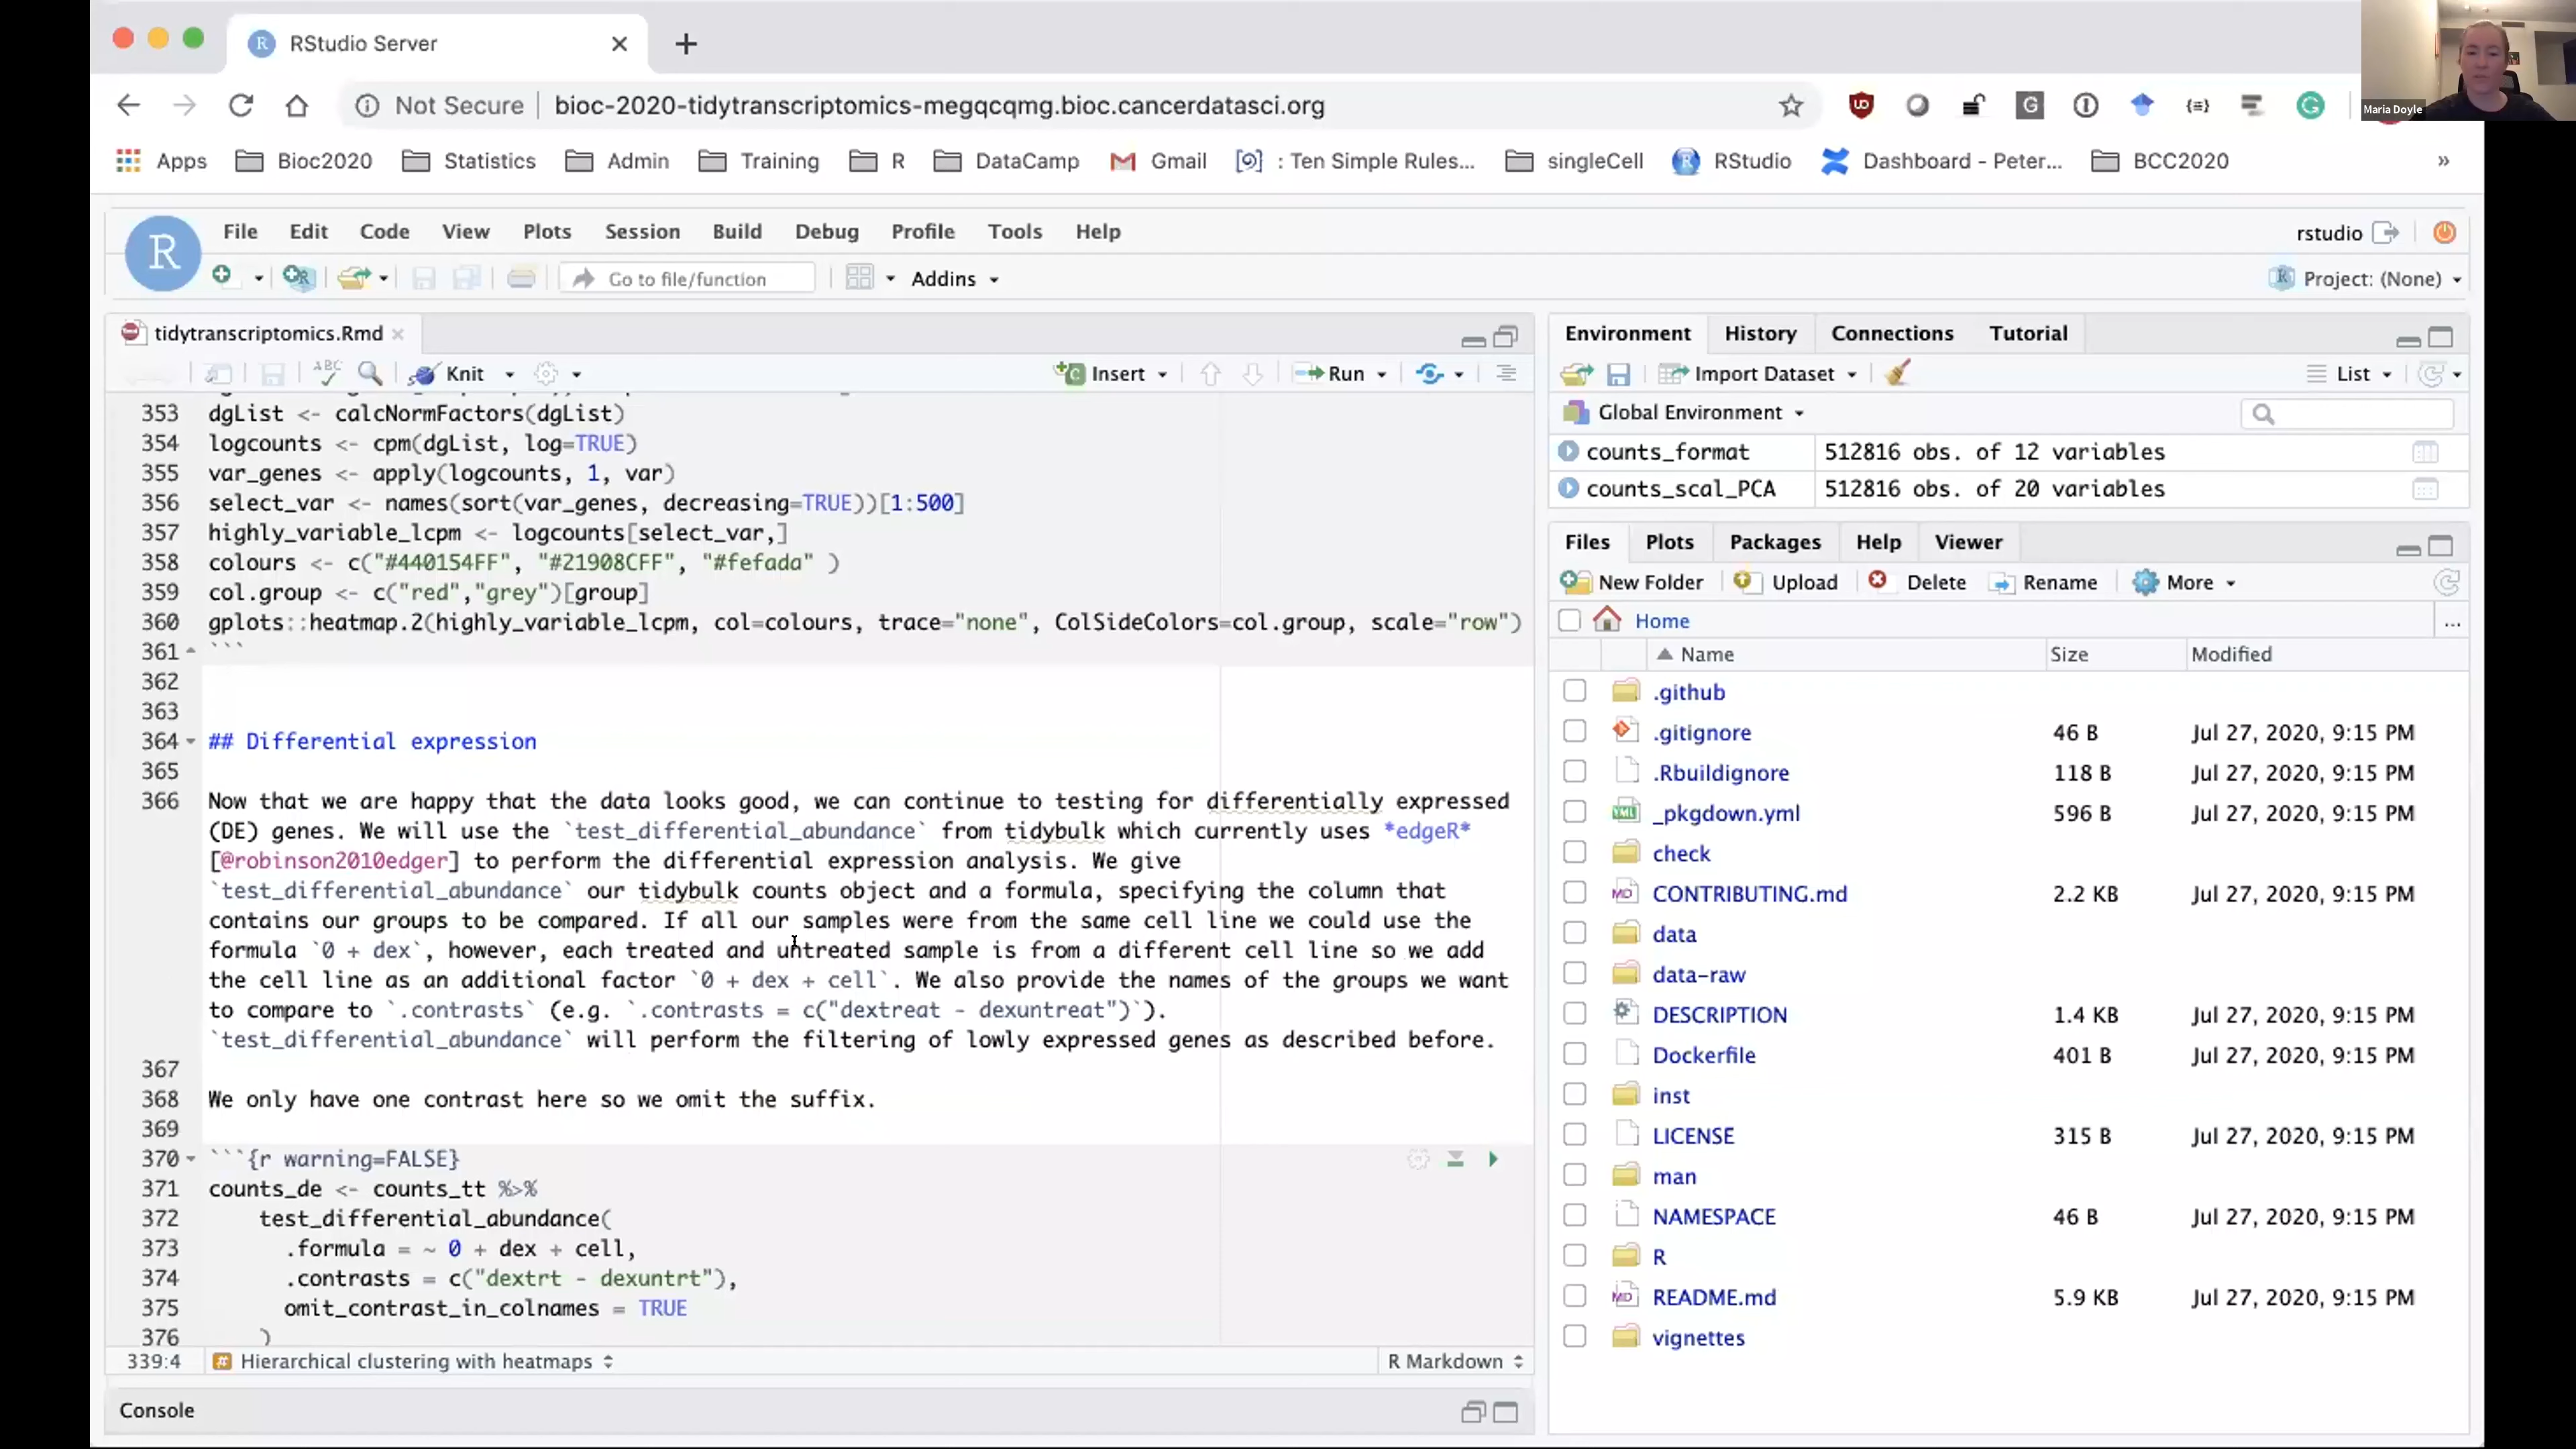 RStudio Server
Maria Doyle
Not Secure
bioc-2020-tidytranscriptomics-megqcqmg.bioc.cancerdatasci.org
Apps
Bioc2020
Statistics
Admin
Training
R
DataCamp
Gmail
: Ten Simple Rules...
singleCell
RStudio
Dashboard - Peter...
BCC2020
»
R
File Edit Code View Plots Session Build Debug Profile Tools Help
rstudio
Go to file/function
Addins
Project: (None)
tidytranscriptomics.Rmd
ABC
Knit
Insert
Run
353 dgList <- calcNormFactors(dgList)
354 logcounts <- cpm(dgList, log=TRUE)
355 var_genes <- apply(logcounts, 1, var)
356 select_var <- names(sort(var_genes, decreasing=TRUE))[1:500]
357 highly_variable_lcpm <- logcounts[select_var,]
358 colours <- c("#440154FF", "#21908CFF", "#fefada" )
359 col.group <- c("red","grey")[group]
360 gplots::heatmap.2(highly_variable_lcpm, col=colours, trace="none", ColSideColors=col.group, scale="row")
361 ```
362
363
364 ## Differential expression
365
366 Now that we are happy that the data looks good, we can continue to testing for differentially expressed
(DE) genes. We will use the `test_differential_abundance` from tidybulk which currently uses *edgeR*
[@robinson2010edger] to perform the differential expression analysis. We give
`test_differential_abundance` our tidybulk counts object and a formula, specifying the column that
contains our groups to be compared. If all our samples were from the same cell line we could use the
formula `0 + dex`, however, each treated and untreated sample is from a different cell line so we add
the cell line as an additional factor `0 + dex + cell`. We also provide the names of the groups we want
to compare to `.contrasts` (e.g. `.contrasts = c("dextreat - dexuntreat")`).
`test_differential_abundance` will perform the filtering of lowly expressed genes as described before.
367
368 We only have one contrast here so we omit the suffix.
369
370 ```{r warning=FALSE}
371 counts_de <- counts_tt %>%
372 test_differential_abundance(
373 .formula = ~ 0 + dex + cell,
374 .contrasts = c("dextrt - dexuntrt"),
375 omit_contrast_in_colnames = TRUE
376 )
339:4 Hierarchical clustering with heatmaps
R Markdown
Console
Environment History Connections Tutorial
Import Dataset
List
Global Environment
counts_format 512816 obs. of 12 variables
counts_scal_PCA 512816 obs. of 20 variables
Files Plots Packages Help Viewer
New Folder Upload Delete Rename More
Home
...
Name Size Modified
.github
.gitignore 46 B Jul 27, 2020, 9:15 PM
.Rbuildignore 118 B Jul 27, 2020, 9:15 PM
_pkgdown.yml 596 B Jul 27, 2020, 9:15 PM
check
CONTRIBUTING.md 2.2 KB Jul 27, 2020, 9:15 PM
data
data-raw
DESCRIPTION 1.4 KB Jul 27, 2020, 9:15 PM
Dockerfile 401 B Jul 27, 2020, 9:15 PM
inst
LICENSE 315 B Jul 27, 2020, 9:15 PM
man
NAMESPACE 46 B Jul 27, 2020, 9:15 PM
R
README.md 5.9 KB Jul 27, 2020, 9:15 PM
vignettes